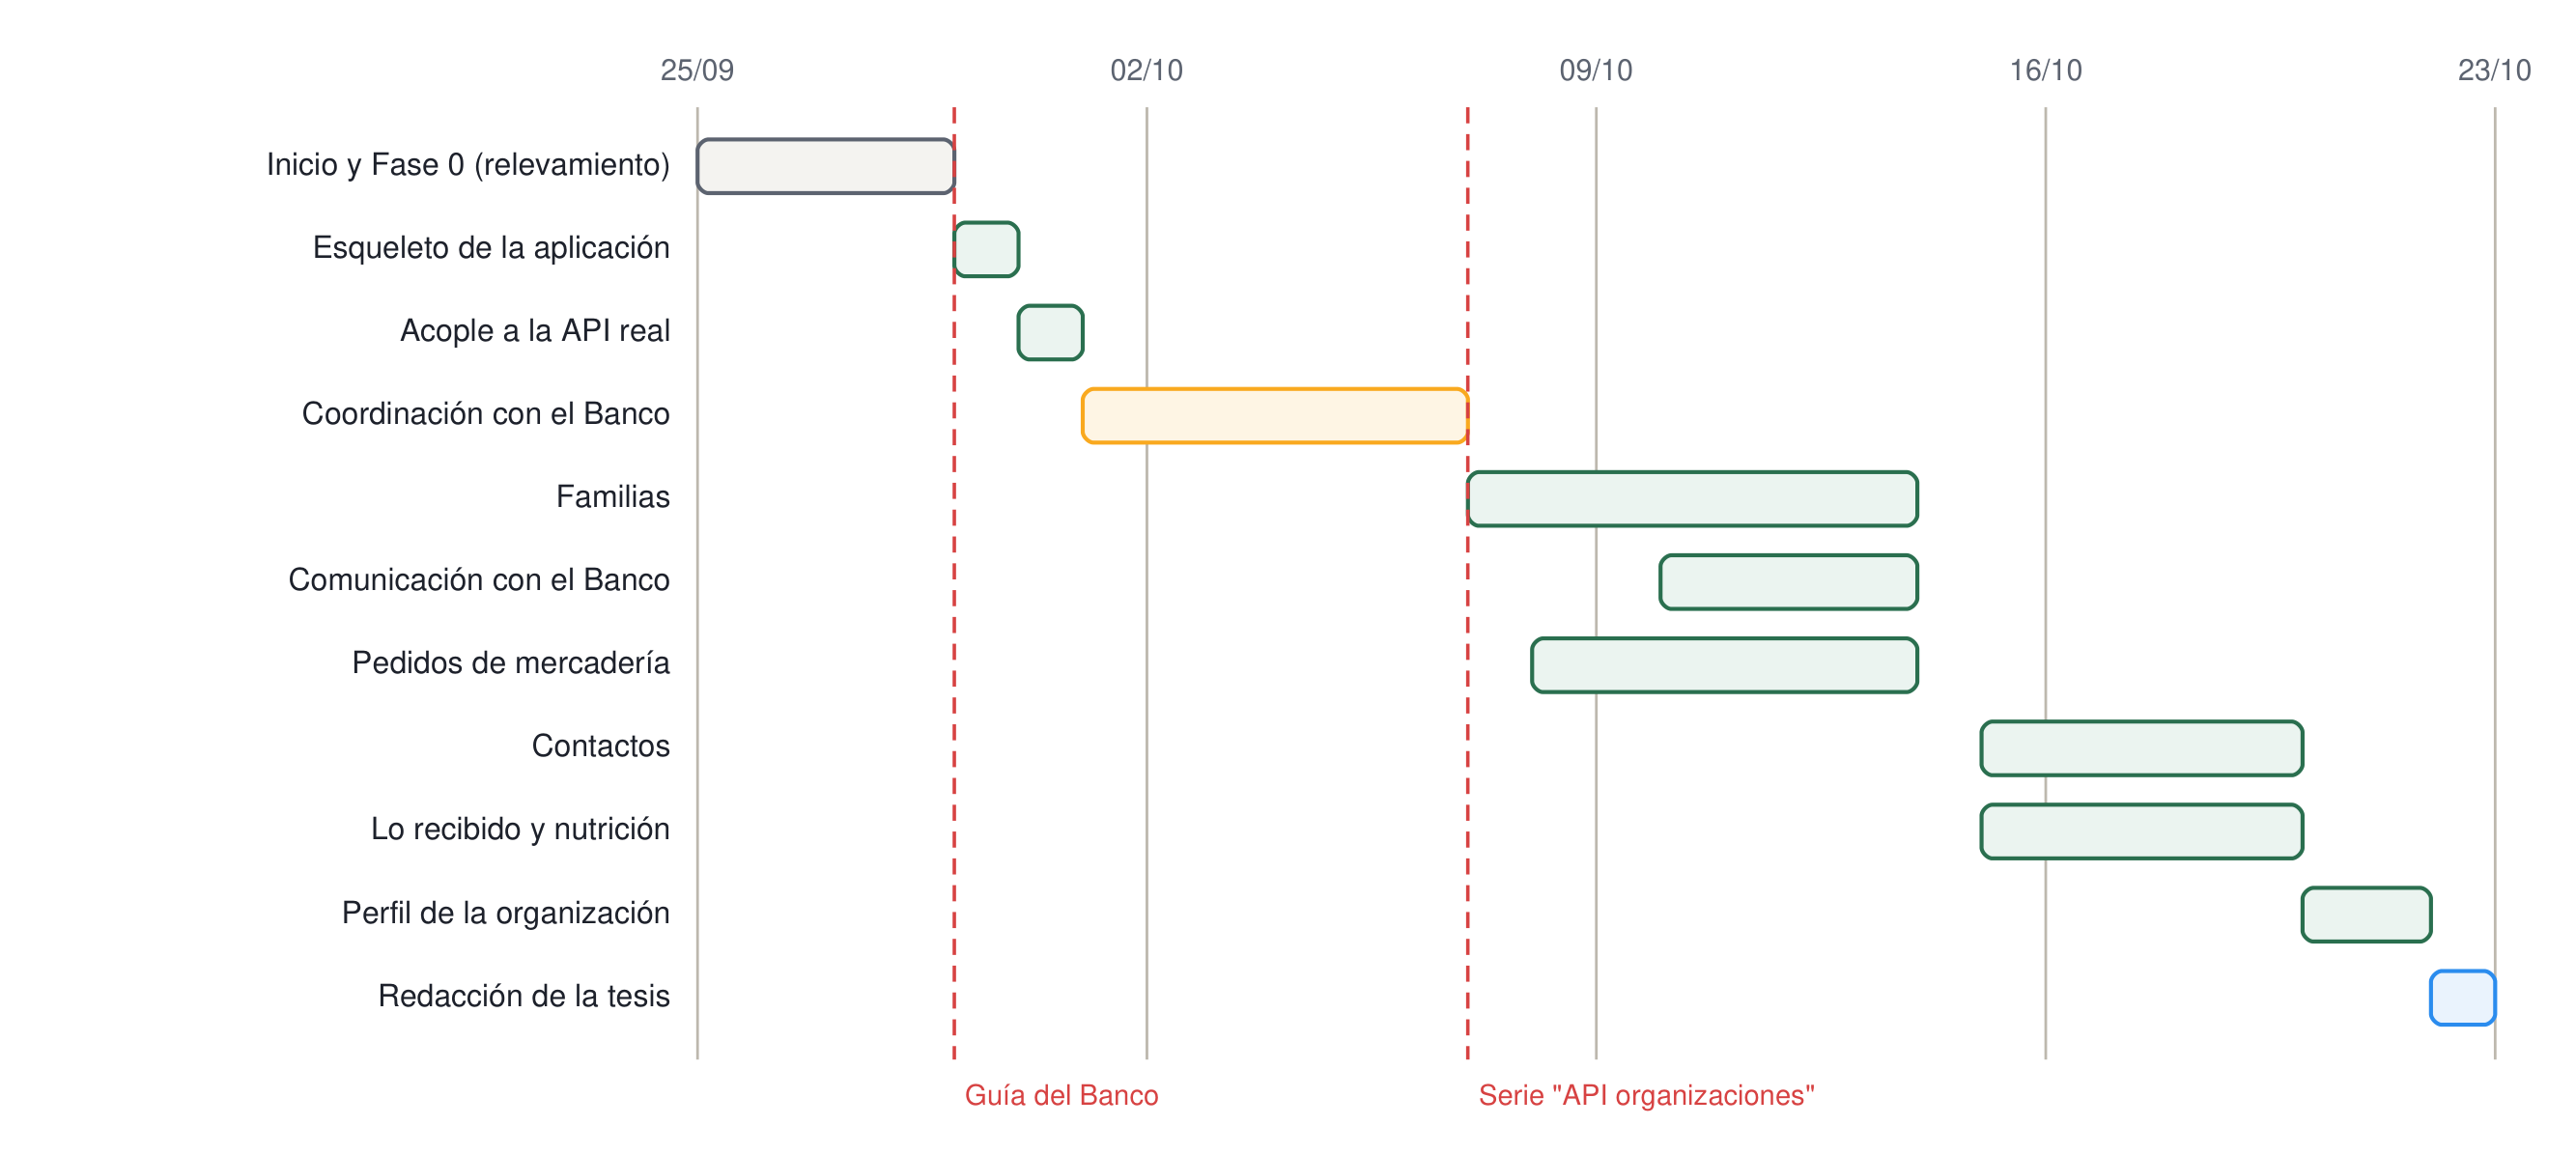 25/09 02/10 09/10 16/10 23/10
Inicio y Fase 0 (relevamiento)
Esqueleto de la aplicación
Acople a la API real
Coordinación con el Banco
Familias
Comunicación con el Banco
Pedidos de mercadería
Contactos
Lo recibido y nutrición
Perfil de la organización
Redacción de la tesis
Guía del Banco Serie "API organizaciones"